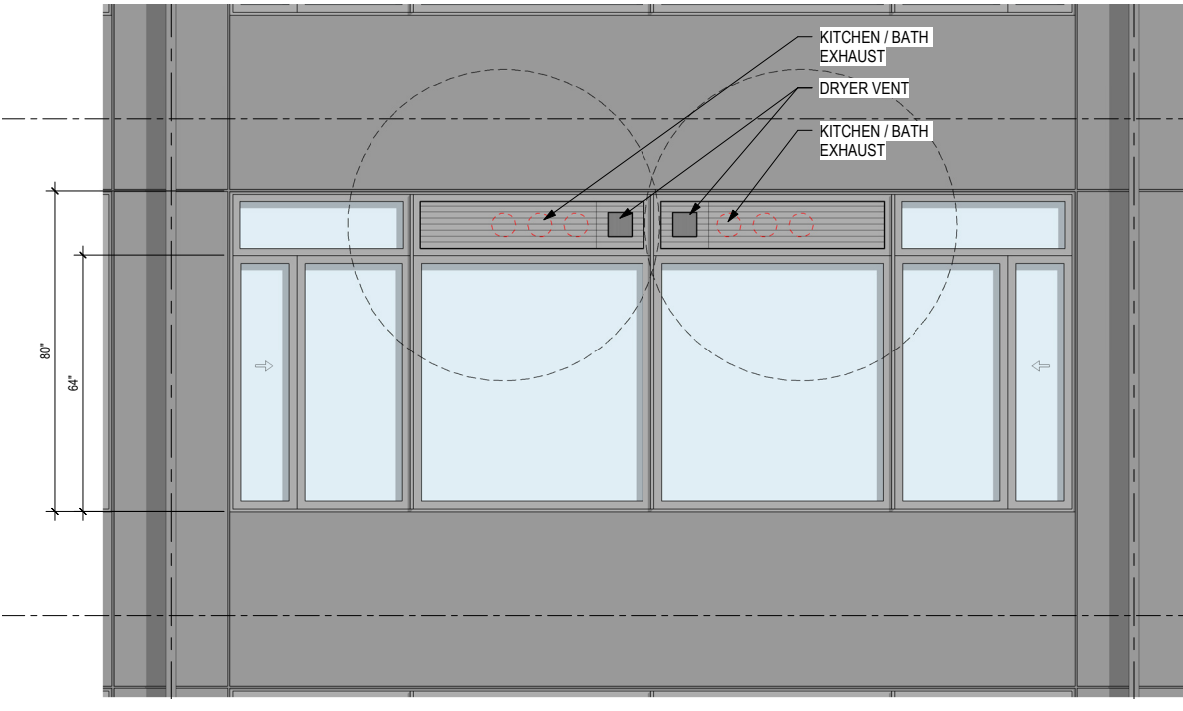 KITCHEN / BATH
EXHAUST
DRYER VENT
KITCHEN / BATH
EXHAUST
80"
64"